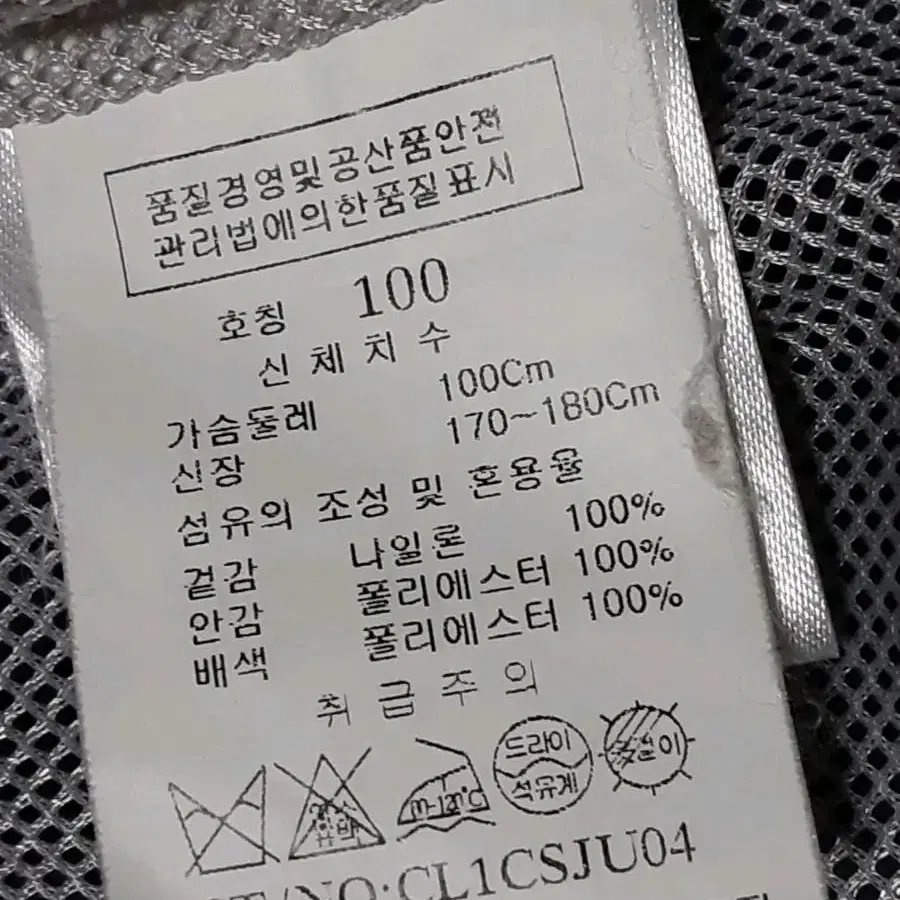 품질경영및공산품안전
관리법에의한품질표시
호칭 100
신체치수
가슴둘레 100Cm
신장 170~180Cm
섬유의 조성 및 혼용율
겉감 나일론 100%
안감 폴리에스터 100%
배색 폴리에스터 100%
취급주의
드라이
석유계
옷걸이
NO:CL1CSJU04